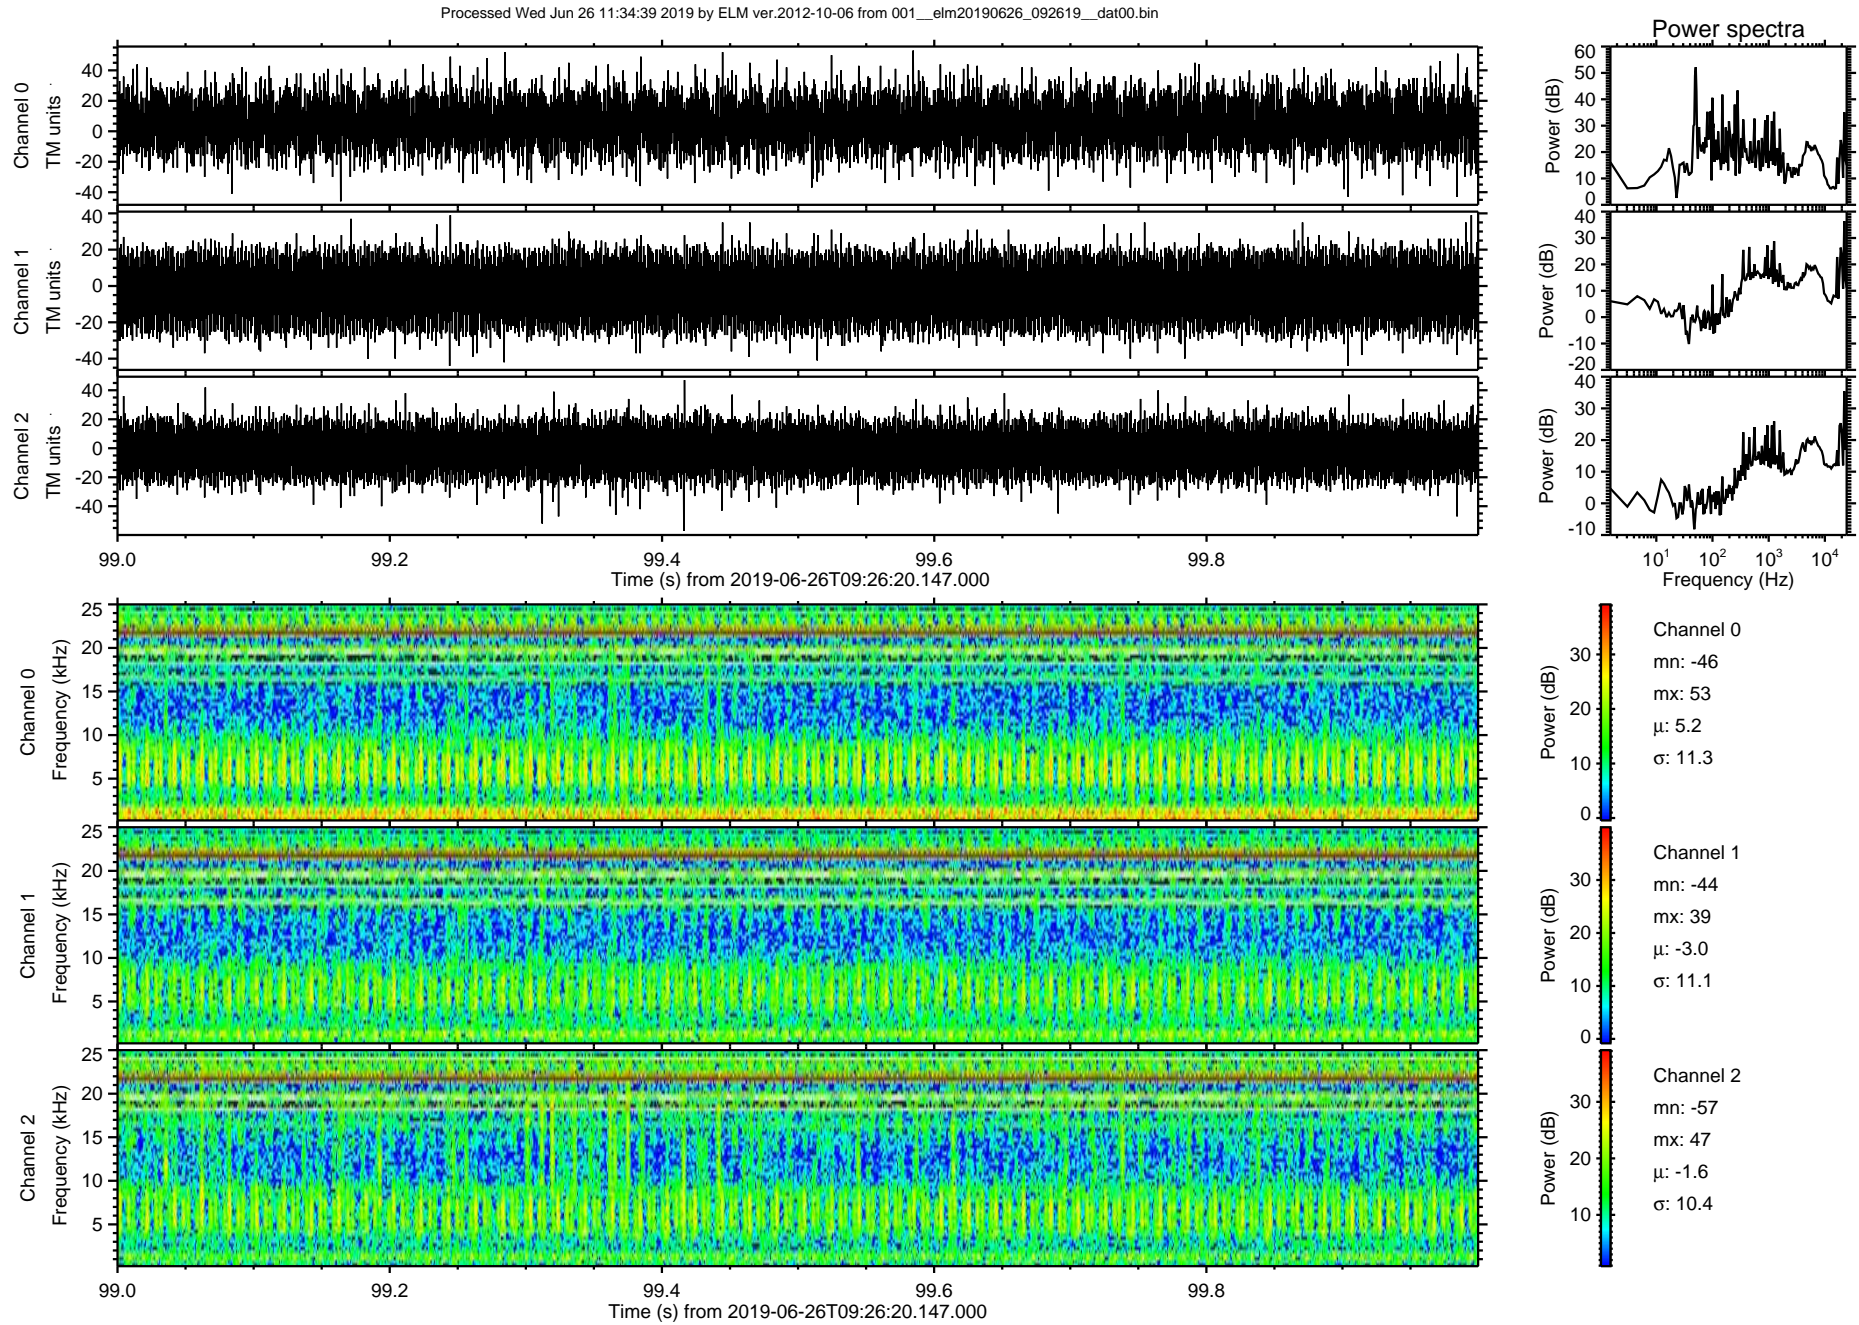 Processed Wed Jun 26 11:34:39 2019 by ELM ver.2012-10-06 from 001__elm20190626_092619__dat00.bin
Power spectra
Channel 0
TM units
40
20
0
-20
-40
Power (dB)
60
50
40
30
20
10
0
Channel 1
TM units
40
20
0
-20
-40
Power (dB)
40
30
20
10
0
-10
-20
Channel 2
TM units
40
20
0
-20
-40
Power (dB)
40
30
20
10
0
-10
99.0 99.2 99.4 99.6 99.8
Time (s) from 2019-06-26T09:26:20.147.000
10¹ 10² 10³ 10⁴
Frequency (Hz)
Channel 0
Frequency (kHz)
25
20
15
10
5
Power (dB)
30
20
10
0
Channel 0
mn: -46
mx: 53
μ: 5.2
σ: 11.3
Channel 1
Frequency (kHz)
25
20
15
10
5
Power (dB)
30
20
10
0
Channel 1
mn: -44
mx: 39
μ: -3.0
σ: 11.1
Channel 2
Frequency (kHz)
25
20
15
10
5
Power (dB)
30
20
10
Channel 2
mn: -57
mx: 47
μ: -1.6
σ: 10.4
99.0 99.2 99.4 99.6 99.8
Time (s) from 2019-06-26T09:26:20.147.000